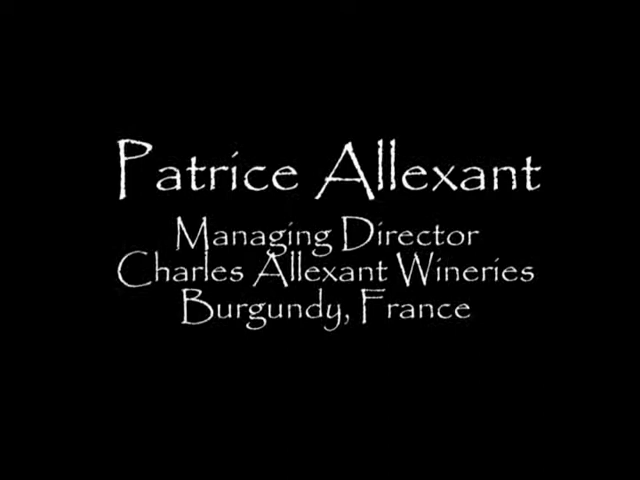 Patrice Allexant
Managing Director
Charles Allexant Wineries
Burgundy, France